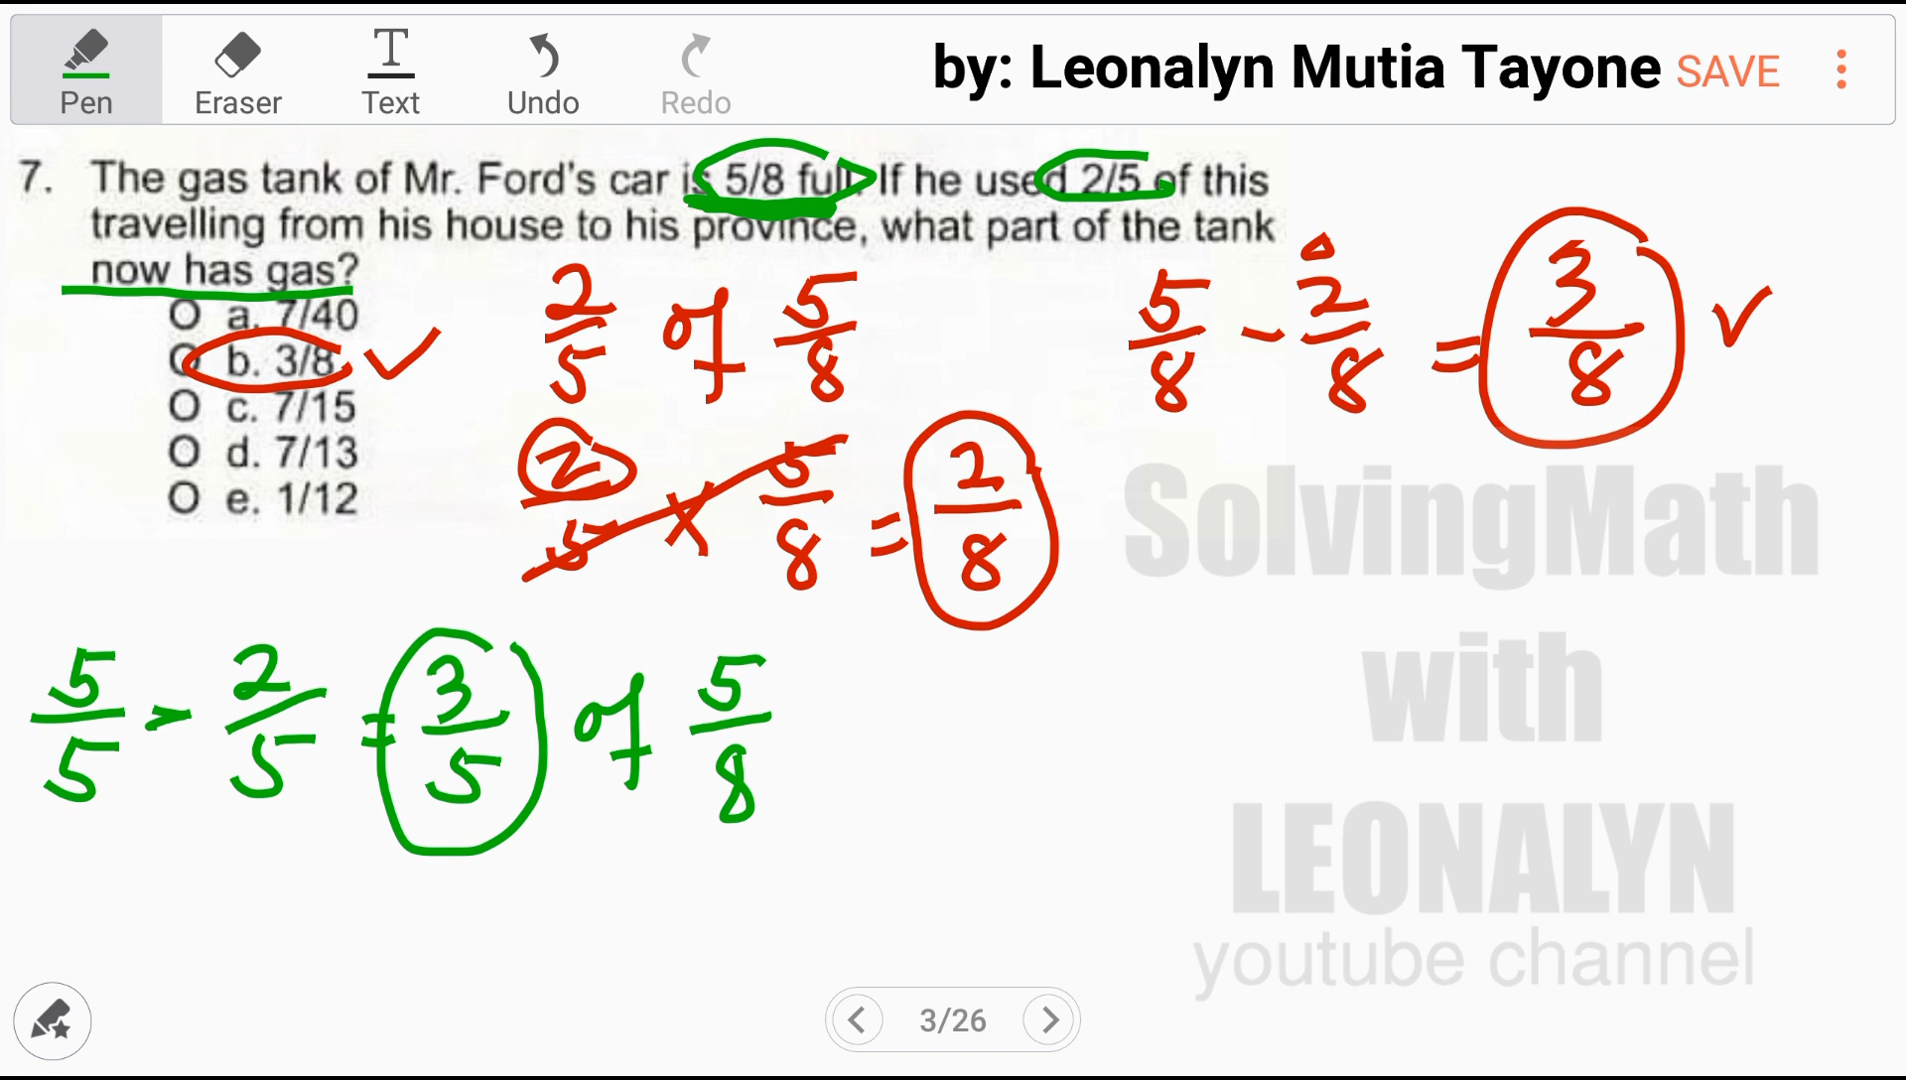 Pen Eraser Text Undo Redo by: Leonalyn Mutia Tayone SAVE
7. The gas tank of Mr. Ford's car is 5/8 full. If he used 2/5 of this
travelling from his house to his province, what part of the tank
now has gas?
O a. 7/40
O b. 3/8
O c. 7/15
O d. 7/13
O e. 1/12
2/5 of 5/8
2/5 x 5/8 = 2/8
5/8 - 2/8 = 3/8
5/5 - 2/5 = 3/5 of 5/8
SolvingMath
with
LEONALYN
youtube channel
3/26